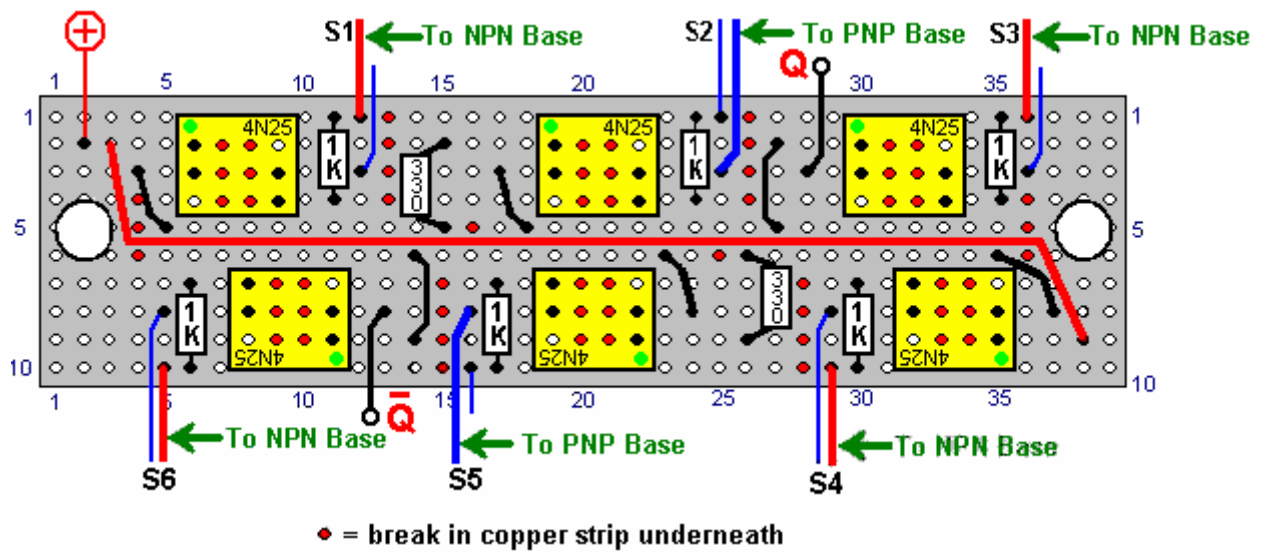 ⊕
S1 To NPN Base S2 To PNP Base S3 To NPN Base
Q
1 5 10 15 20 25 30 35
1 1
4N25 1K 330 4N25 1K 4N25 1K
5 5
1K 4N25 1K 4N25 330 1K 4N25
10 10
1 5 10 15 20 25 30 35
Q̅
To NPN Base To PNP Base To NPN Base
S6 S5 S4
= break in copper strip underneath